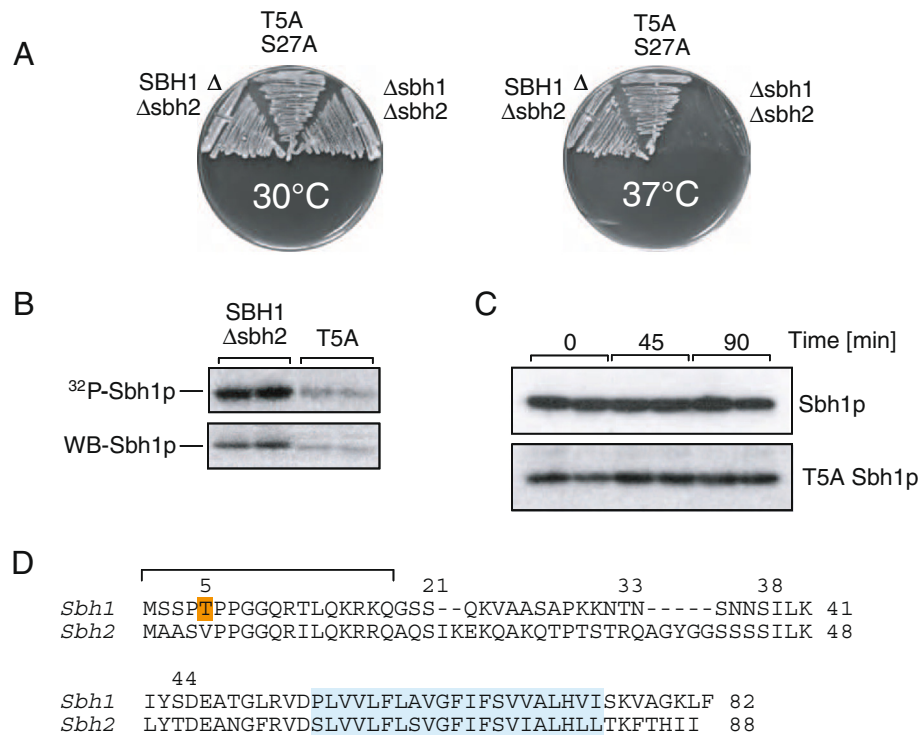 A
T5A
S27A
SBH1 Δ
Δsbh2
Δsbh1
Δsbh2
30°C
T5A
S27A
SBH1 Δ
Δsbh2
Δsbh1
Δsbh2
37°C
B
SBH1
Δsbh2
T5A
32P-Sbh1p
WB-Sbh1p
C
0 45 90 Time [min]
Sbh1p
T5A Sbh1p
D
5 21 33 38
Sbh1 MSSPTPPGGQRTLQKRKQGSS--QKVAASAPKKNTN-----SNNSILK 41
Sbh2 MAASVPPGGQRILQKRRQAQSIKEKQAKQTPTSTRQAGYGGSSSSILK 48
44
Sbh1 IYSDEATGLRVDPLVVLFLAVGFIFSVVALHVISKVAGKLF 82
Sbh2 LYTDEANGFRVDSLVVLFLSVGFIFSVIALHLLTKFTHII 88